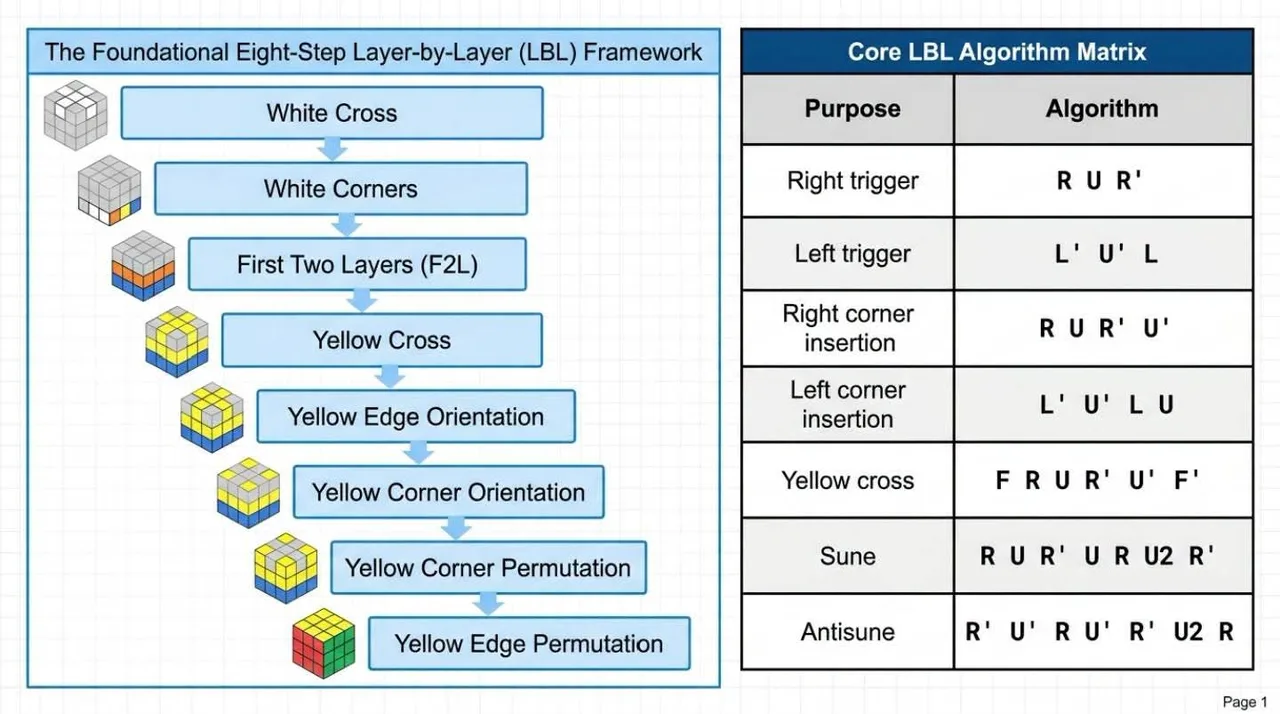 The Foundational Eight-Step Layer-by-Layer (LBL) Framework
White Cross
White Corners
First Two Layers (F2L)
Yellow Cross
Yellow Edge Orientation
Yellow Corner Orientation
Yellow Corner Permutation
Yellow Edge Permutation
Core LBL Algorithm Matrix
Purpose Algorithm
Right trigger R U R'
Left trigger L' U' L
Right corner
insertion R U R' U'
Left corner
insertion L' U' L U
Yellow cross F R U R' U' F'
Sune R U R' U R U2 R'
Antisune R' U' R U' R' U2 R
Page 1